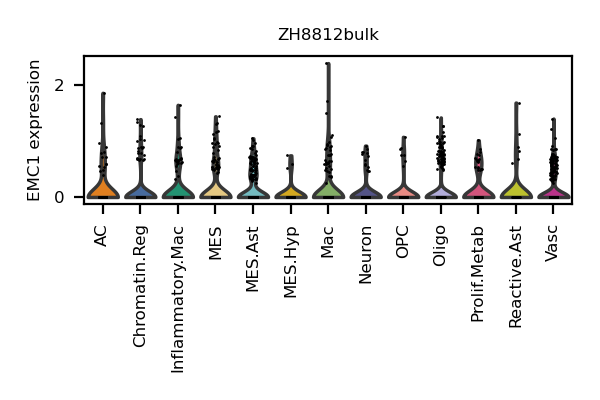 ZH8812bulk
EMC1 expression
2
0
AC
Chromatin.Reg
Inflammatory.Mac
MES
MES.Ast
MES.Hyp
Mac
Neuron
OPC
Oligo
Prolif.Metab
Reactive.Ast
Vasc